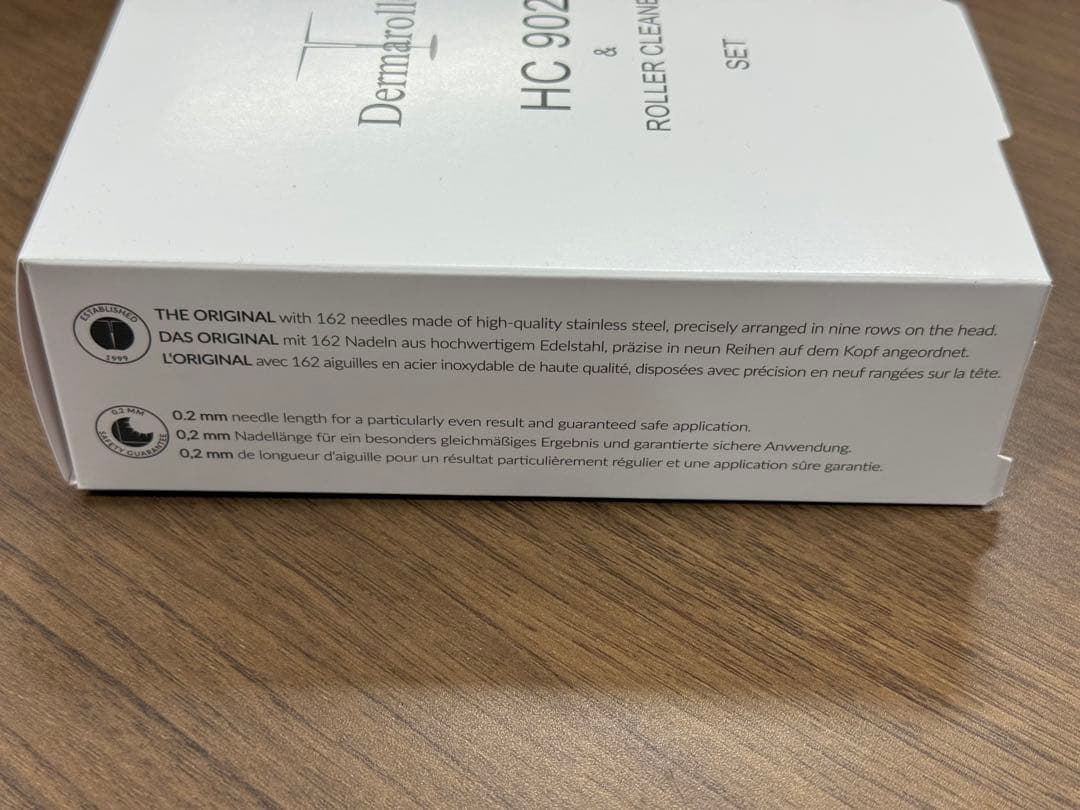 HC 902
&
SET
ESTABLISHED
1999
THE ORIGINAL with 162 needles made of high-quality stainless steel, precisely arranged in nine rows on the head.
DAS ORIGINAL mit 162 Nadeln aus hochwertigem Edelstahl, präzise in neun Reihen auf dem Kopf angeordnet.
L'ORIGINAL avec 162 aiguilles en acier inoxydable de haute qualité, disposées avec précision en neuf rangées sur la tête.
0.2 MM
SAFETY GUARANTEE
0.2 mm needle length for a particularly even result and guaranteed safe application.
0,2 mm Nadellänge für ein besonders gleichmäßiges Ergebnis und garantierte sichere Anwendung.
0,2 mm de longueur d'aiguille pour un résultat particulièrement régulier et une application sûre garantie.